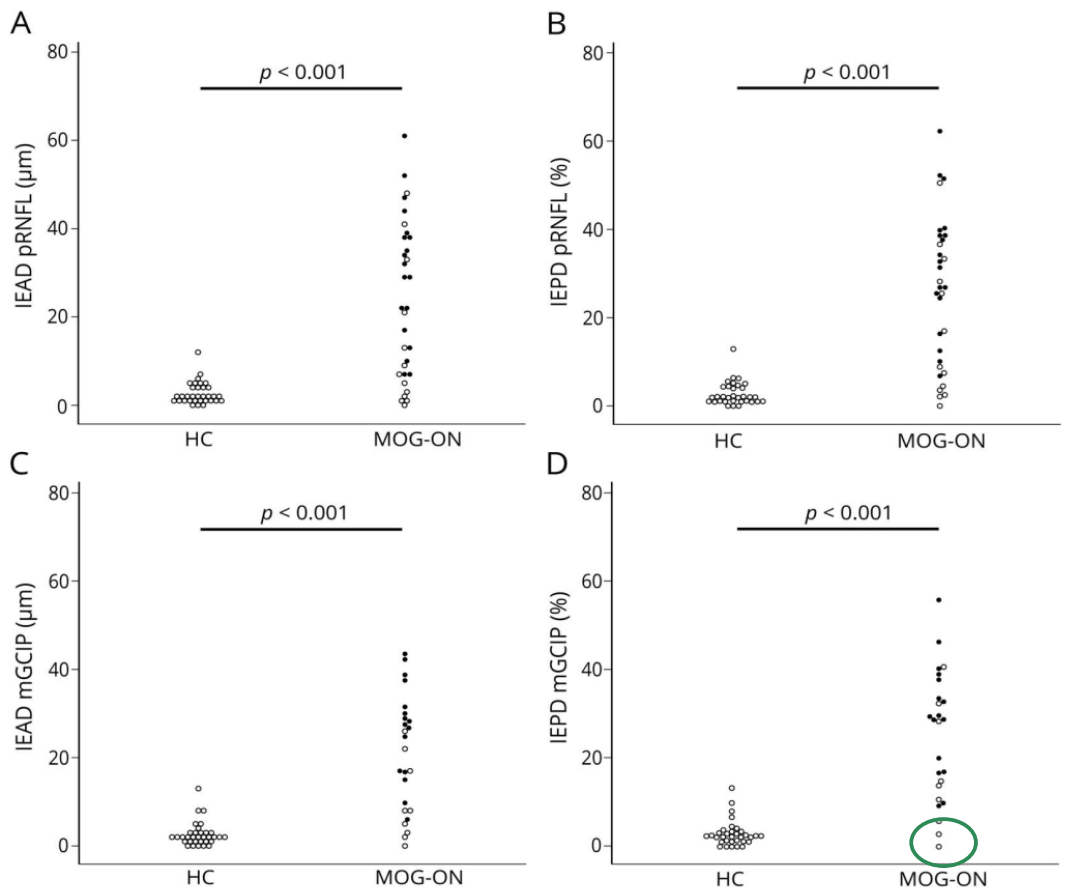 A
80
60
40
20
0
IEAD pRNFL (µm)
p < 0.001
HC
MOG-ON
B
80
60
40
20
0
IEPD pRNFL (%)
p < 0.001
HC
MOG-ON
C
80
60
40
20
0
IEAD mGCIP (µm)
p < 0.001
HC
MOG-ON
D
80
60
40
20
0
IEPD mGCIP (%)
p < 0.001
HC
MOG-ON